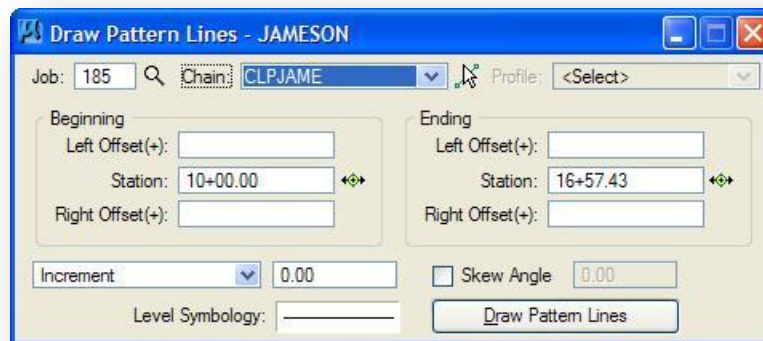 Draw Pattern Lines - JAMESON
Job: 185 Chain: CLPJAME Profile: <Select>
Beginning Ending
Left Offset(+): Left Offset(+):
Station: 10+00.00 Station: 16+57.43
Right Offset(+): Right Offset(+):
Increment 0.00 Skew Angle 0.00
Level Symbology: Draw Pattern Lines